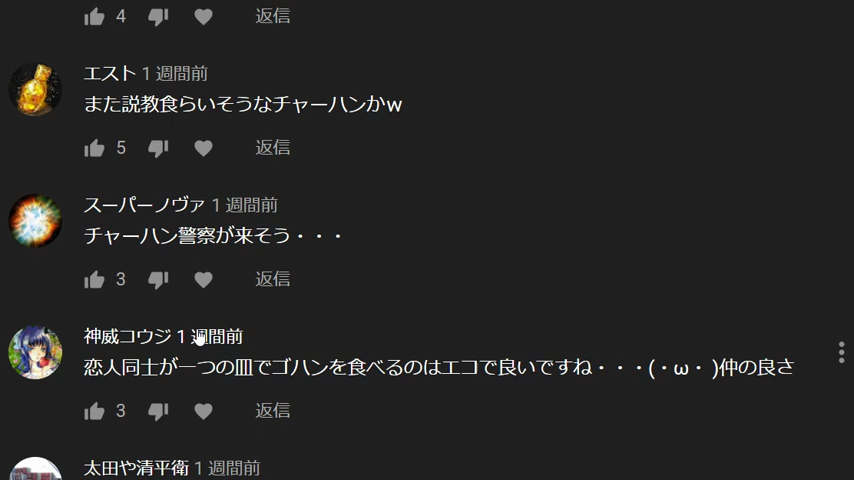 4 返信
エスト 1 週間前
また説教食らいそうなチャーハンかw
5 返信
スーパーノヴァ 1 週間前
チャーハン警察が来そう・・・
3 返信
神威コウジ 1 週間前
恋人同士が一つの皿でゴハンを食べるのはエコで良いですね・・・(・ω・ )仲の良さ
3 返信
太田や清平衛 1 週間前